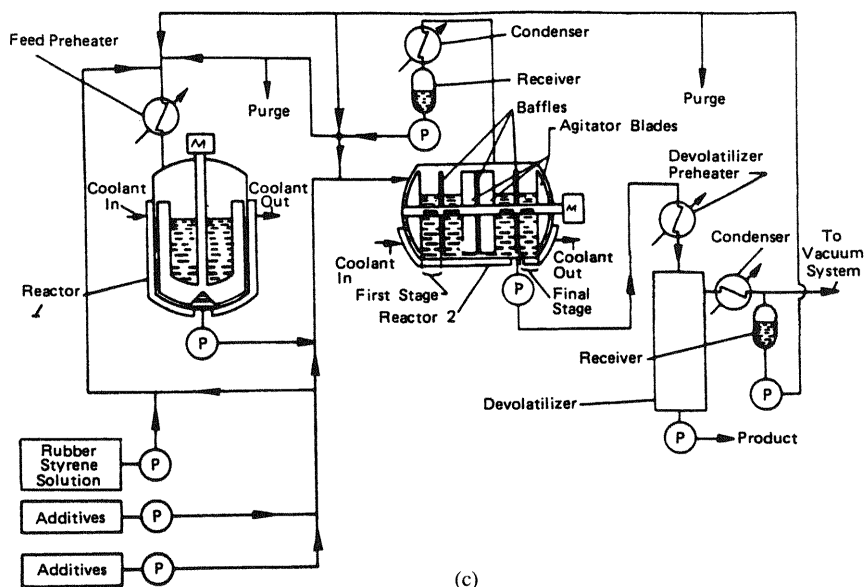 Feed Preheater
Condenser
Receiver
Purge
Baffles
Agitator Blades
Purge
M
P
Devolatilizer
Preheater
Coolant
In
Coolant
Out
M
To
Vacuum
System
Condenser
Coolant
In
Coolant
Out
First Stage
Final
Stage
Reactor 2
P
Reactor
1
P
Receiver
P
Devolatilizer
P
Product
Rubber
Styrene
Solution
P
Additives
P
Additives
P
(c)